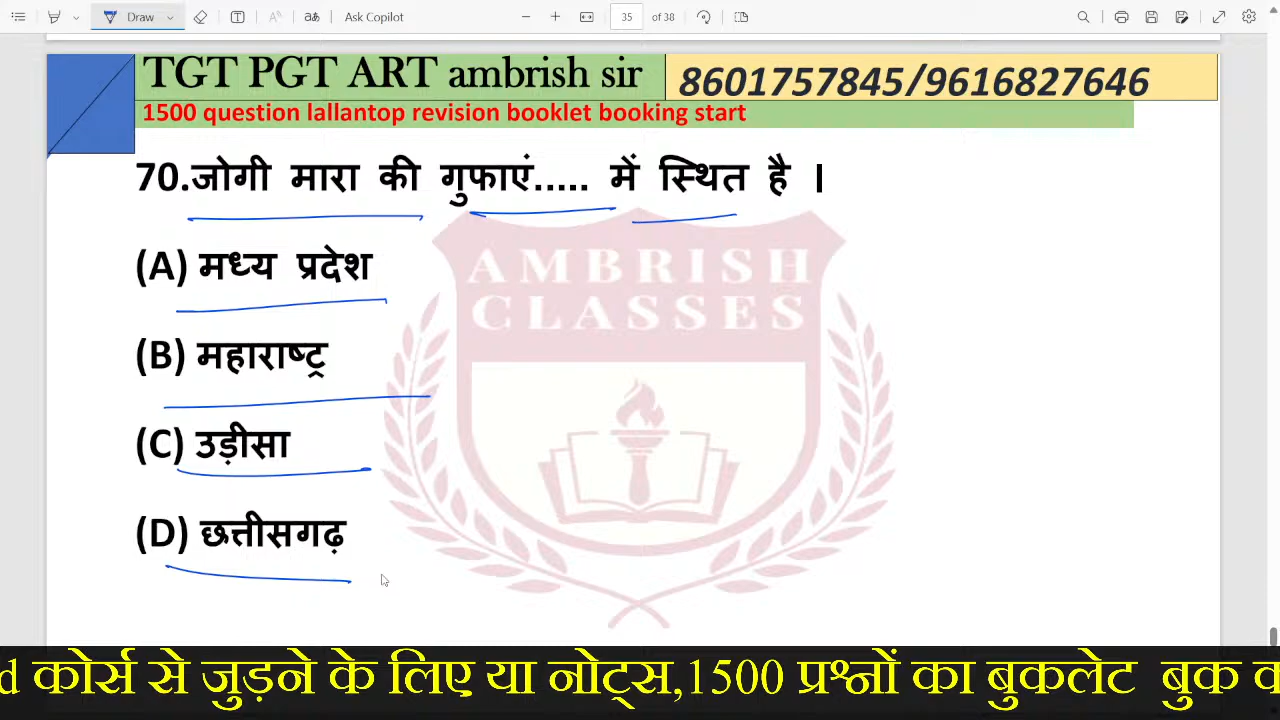 Draw
Ask Copilot
35 of 38
TGT PGT ART ambrish sir
8601757845/9616827646
1500 question lallantop revision booklet booking start
70.जोगी मारा की गुफाएं..... में स्थित है ।
(A) मध्य प्रदेश
(B) महाराष्ट्र
(C) उड़ीसा
(D) छत्तीसगढ़
AMBRISH
CLASSES
d कोर्स से जुड़ने के लिए या नोट्स,1500 प्रश्नों का बुकलेट बुक